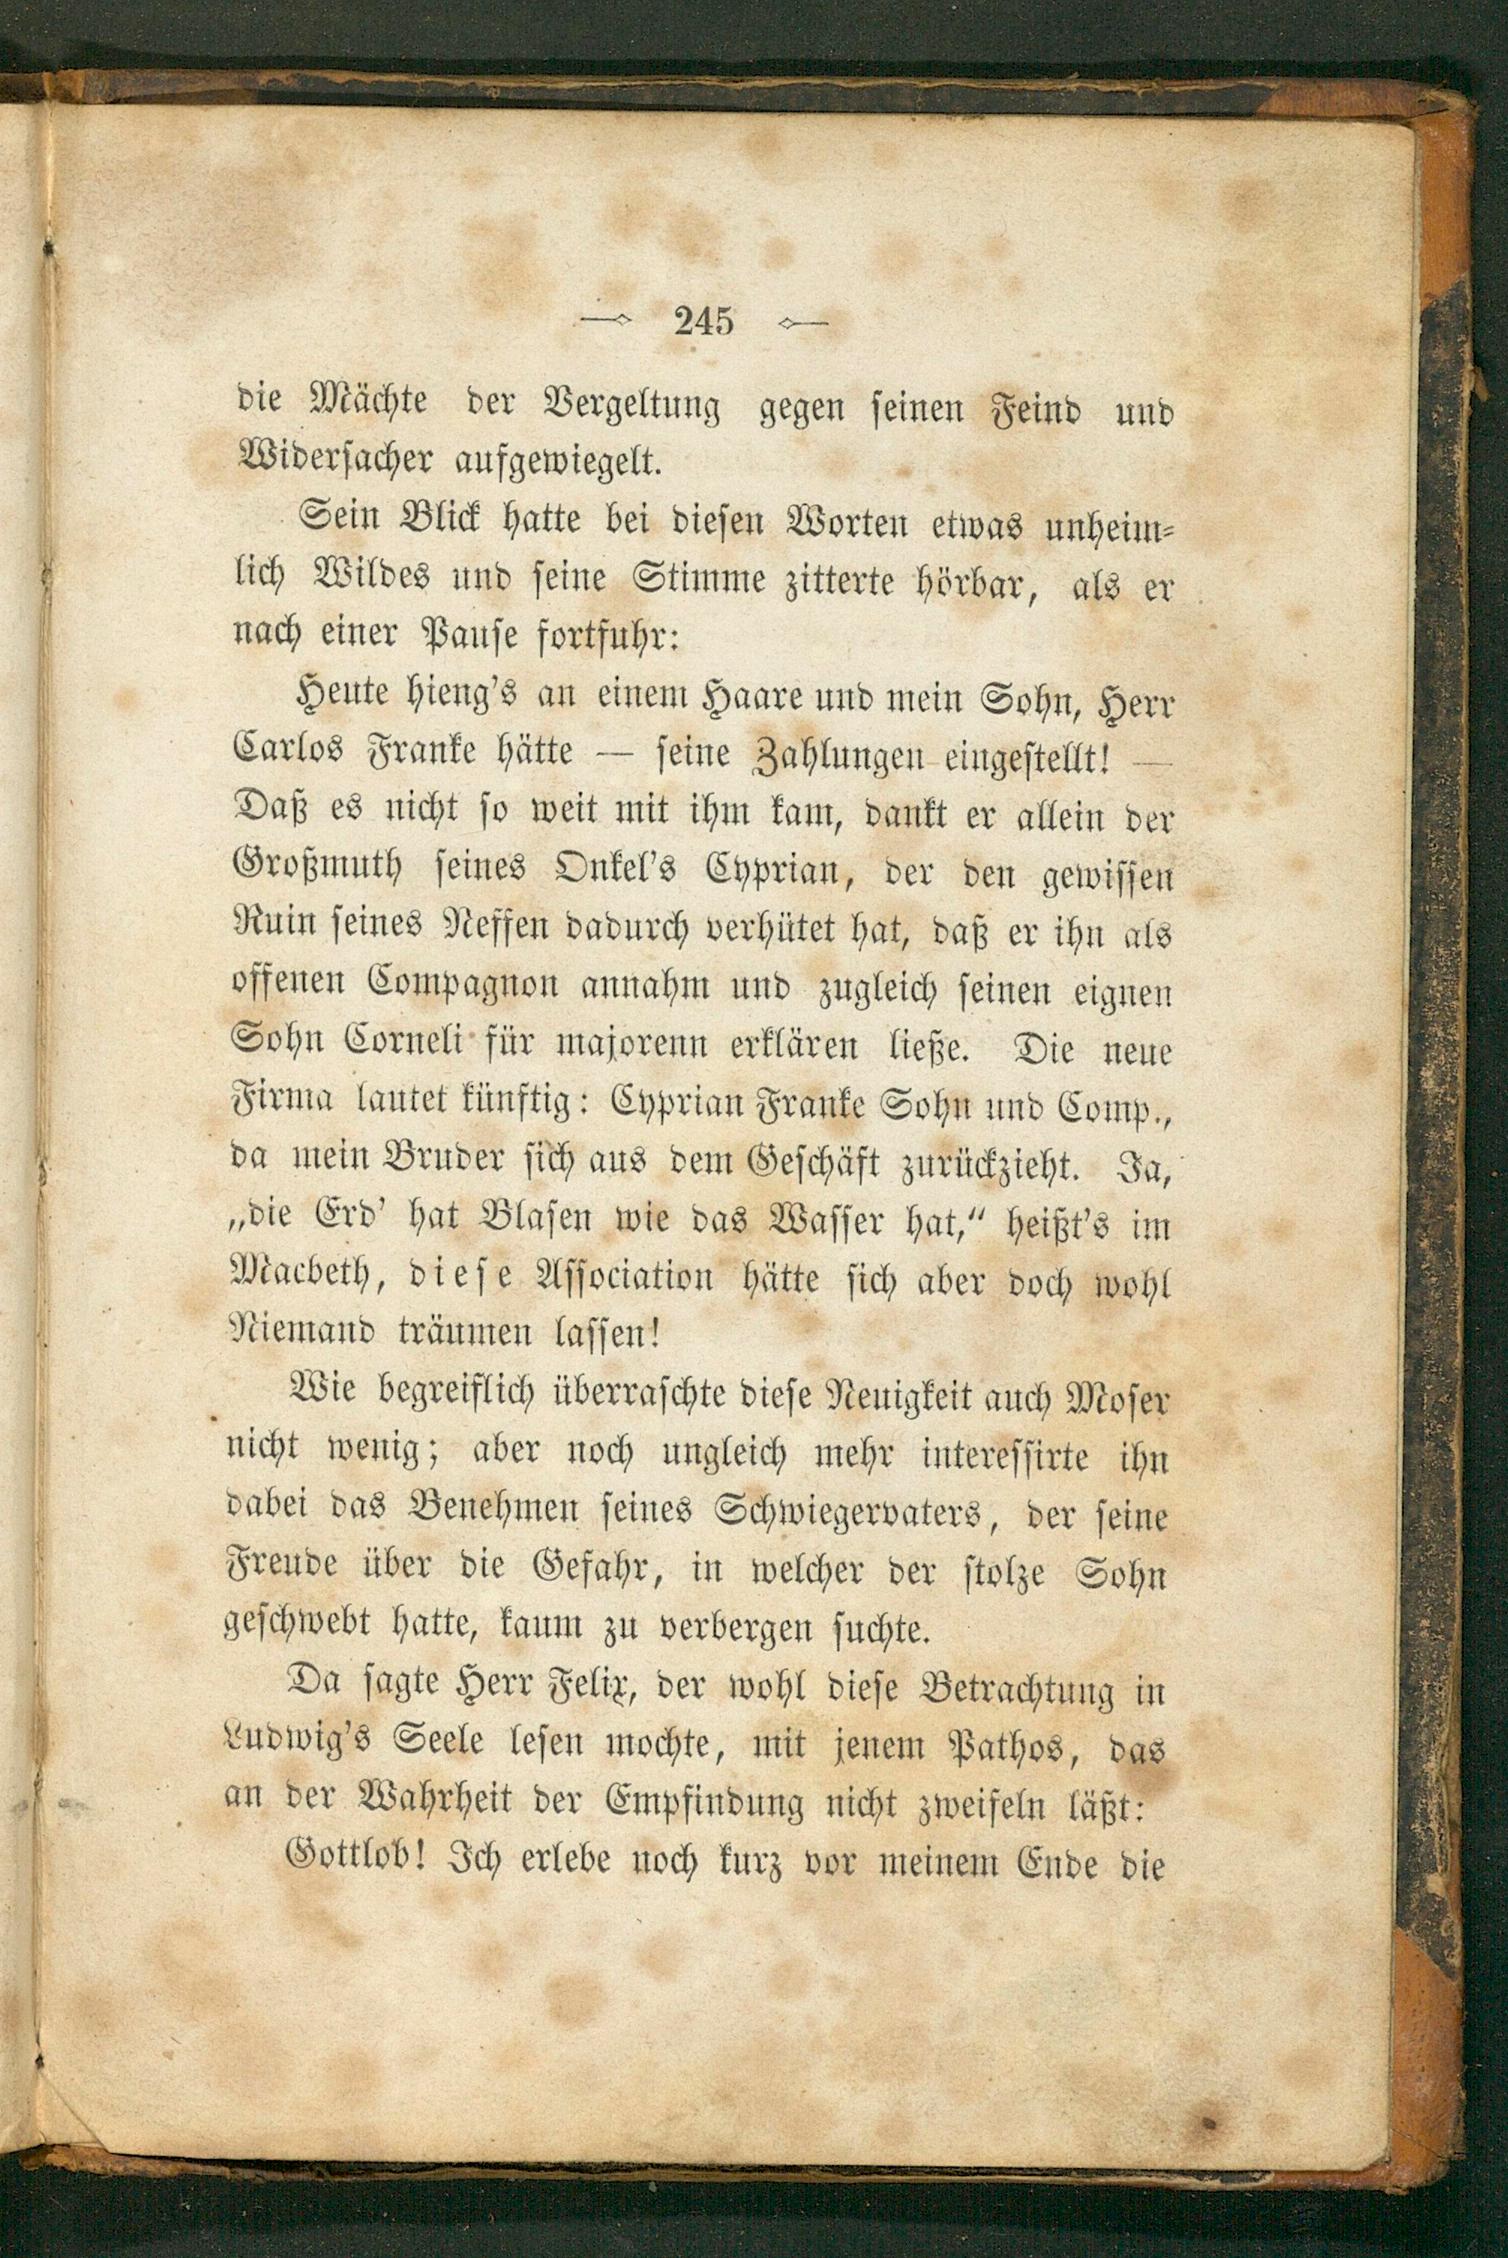 245
die Mächte der Vergeltung gegen seinen Feind und
Widersacher aufgewiegelt.
Sein Blick hatte bei diesen Worten etwas unheim-
lich Wildes und seine Stimme zitterte hörbar, als er
nach einer Pause fortfuhr:
Heute hieng's an einem Haare und mein Sohn, Herr
Carlos Franke hätte — seine Zahlungen eingestellt! —
Daß es nicht so weit mit ihm kam, dankt er allein der
Großmuth seines Onkel's Cyprian, der den gewissen
Ruin seines Neffen dadurch verhütet hat, daß er ihn als
offenen Compagnon annahm und zugleich seinen eignen
Sohn Corneli für majorenn erklären ließe. Die neue
Firma lautet künftig: Cyprian Franke Sohn und Comp.,
da mein Bruder sich aus dem Geschäft zurückzieht. Ja,
„die Erd' hat Blasen wie das Wasser hat,“ heißt's im
Macbeth, diese Association hätte sich aber doch wohl
Niemand träumen lassen!
Wie begreiflich überraschte diese Neuigkeit auch Moser
nicht wenig; aber noch ungleich mehr interessirte ihn
dabei das Benehmen seines Schwiegervaters, der seine
Freude über die Gefahr, in welcher der stolze Sohn
geschwebt hatte, kaum zu verbergen suchte.
Da sagte Herr Felix, der wohl diese Betrachtung in
Ludwig's Seele lesen mochte, mit jenem Pathos, das
an der Wahrheit der Empfindung nicht zweifeln läßt:
Gottlob! Ich erlebe noch kurz vor meinem Ende die